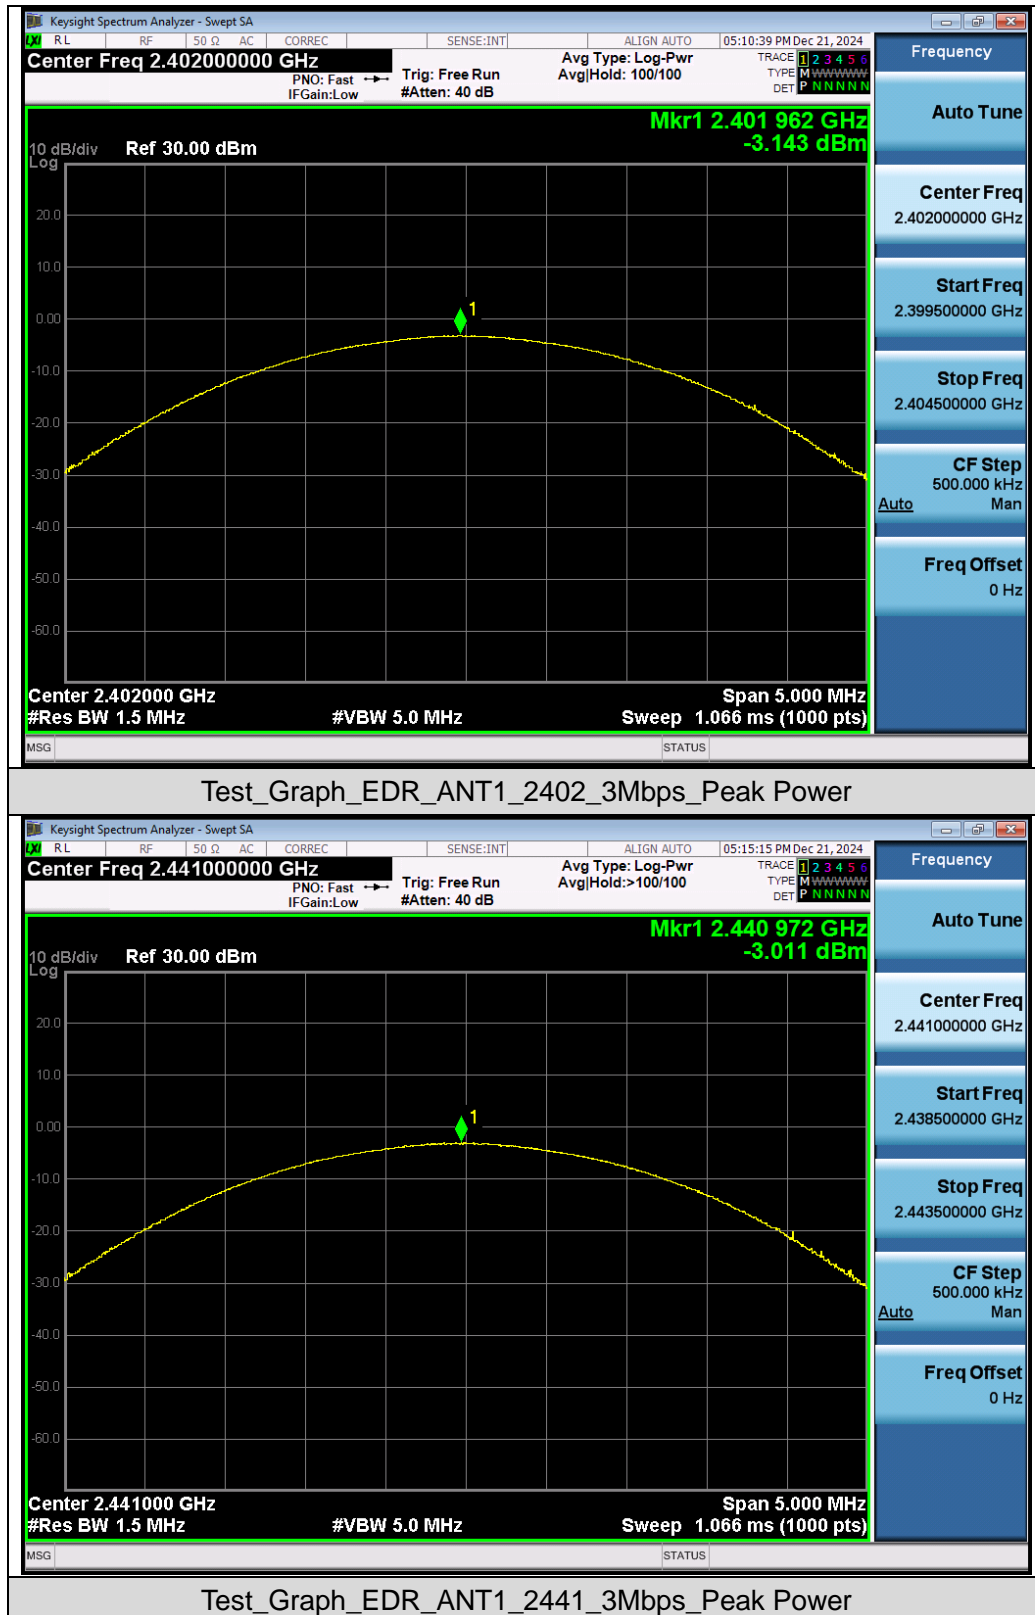 Keysight Spectrum Analyzer - Swept SA
LXI RL RF 50 Ω AC CORREC SENSE:INT ALIGN AUTO 05:10:39 PM Dec 21, 2024
Center Freq 2.402000000 GHz
PNO: Fast
IFGain:Low
Trig: Free Run
#Atten: 40 dB
Avg Type: Log-Pwr
Avg|Hold: 100/100
TRACE 1 2 3 4 5 6
TYPE M WWWWW
DET P N N N N N
Mkr1 2.401 962 GHz
-3.143 dBm
10 dB/div Ref 30.00 dBm
Log
20.0
10.0
0.00
-10.0
-20.0
-30.0
-40.0
-50.0
-60.0
1
Center 2.402000 GHz Span 5.000 MHz
#Res BW 1.5 MHz #VBW 5.0 MHz Sweep 1.066 ms (1000 pts)
MSG STATUS
Frequency
Auto Tune
Center Freq
2.402000000 GHz
Start Freq
2.399500000 GHz
Stop Freq
2.404500000 GHz
CF Step
500.000 kHz
Auto Man
Freq Offset
0 Hz
Test_Graph_EDR_ANT1_2402_3Mbps_Peak Power
Keysight Spectrum Analyzer - Swept SA
LXI RL RF 50 Ω AC CORREC SENSE:INT ALIGN AUTO 05:15:15 PM Dec 21, 2024
Center Freq 2.441000000 GHz
PNO: Fast
IFGain:Low
Trig: Free Run
#Atten: 40 dB
Avg Type: Log-Pwr
Avg|Hold:>100/100
TRACE 1 2 3 4 5 6
TYPE M WWWWW
DET P N N N N N
Mkr1 2.440 972 GHz
-3.011 dBm
10 dB/div Ref 30.00 dBm
Log
20.0
10.0
0.00
-10.0
-20.0
-30.0
-40.0
-50.0
-60.0
1
Center 2.441000 GHz Span 5.000 MHz
#Res BW 1.5 MHz #VBW 5.0 MHz Sweep 1.066 ms (1000 pts)
MSG STATUS
Frequency
Auto Tune
Center Freq
2.441000000 GHz
Start Freq
2.438500000 GHz
Stop Freq
2.443500000 GHz
CF Step
500.000 kHz
Auto Man
Freq Offset
0 Hz
Test_Graph_EDR_ANT1_2441_3Mbps_Peak Power